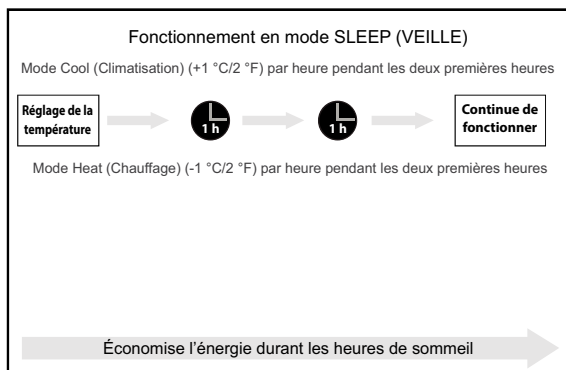 Fonctionnement en mode SLEEP (VEILLE)
Mode Cool (Climatisation) (+1 °C/2 °F) par heure pendant les deux premières heures
Réglage de la
température
1 h
1 h
Continue de
fonctionner
Mode Heat (Chauffage) (-1 °C/2 °F) par heure pendant les deux premières heures
Économise l’énergie durant les heures de sommeil